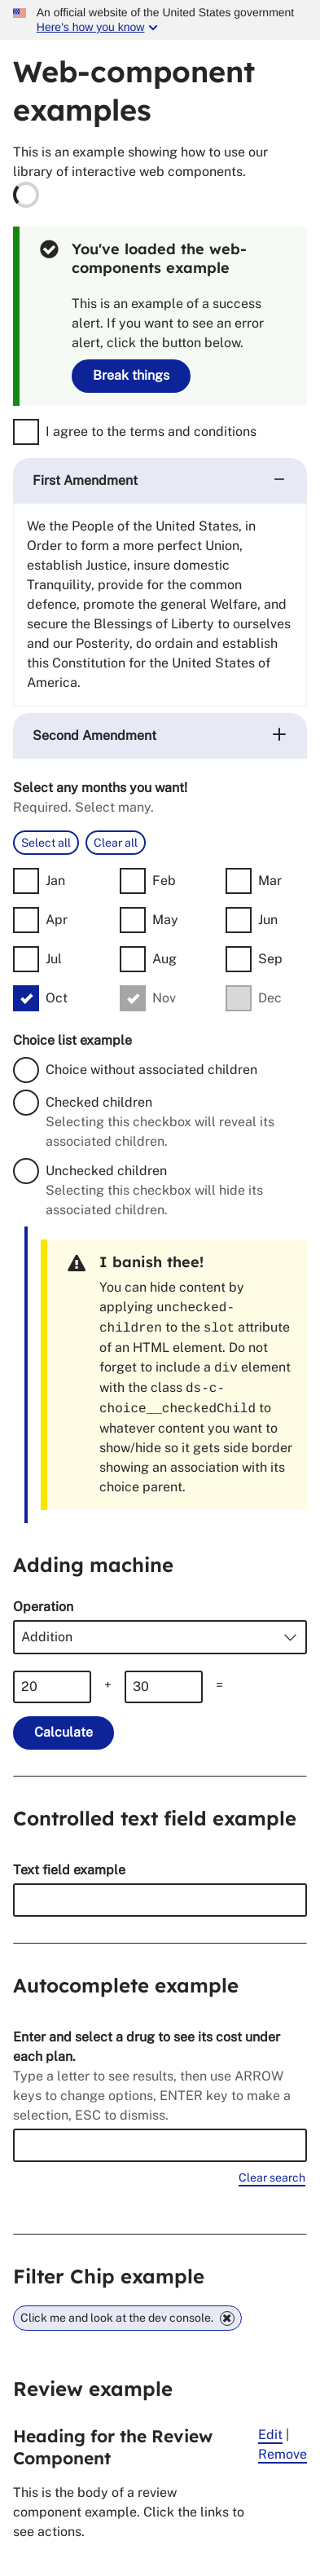 An official website of the United States government
Here's how you know
Web-component
examples
This is an example showing how to use our
library of interactive web components.
You've loaded the web-
components example
This is an example of a success
alert. If you want to see an error
alert, click the button below.
Break things
I agree to the terms and conditions
First Amendment
We the People of the United States, in
Order to form a more perfect Union,
establish Justice, insure domestic
Tranquility, provide for the common
defence, promote the general Welfare, and
secure the Blessings of Liberty to ourselves
and our Posterity, do ordain and establish
this Constitution for the United States of
America.
Second Amendment
Select any months you want!
Required. Select many.
Select all Clear all
Jan Feb Mar
Apr May Jun
Jul Aug Sep
Oct Nov Dec
Choice list example
Choice without associated children
Checked children
Selecting this checkbox will reveal its
associated children.
Unchecked children
Selecting this checkbox will hide its
associated children.
I banish thee!
You can hide content by
applying unchecked-
children to the slot attribute
of an HTML element. Do not
forget to include a div element
with the class ds-c-
choice__checkedChild to
whatever content you want to
show/hide so it gets side border
showing an association with its
choice parent.
Adding machine
Operation
Addition
20 + 30 =
Calculate
Controlled text field example
Text field example
Autocomplete example
Enter and select a drug to see its cost under
each plan.
Type a letter to see results, then use ARROW
keys to change options, ENTER key to make a
selection, ESC to dismiss.
Clear search
Filter Chip example
Click me and look at the dev console.
Review example
Heading for the Review
Component
Edit |
Remove
This is the body of a review
component example. Click the links to
see actions.